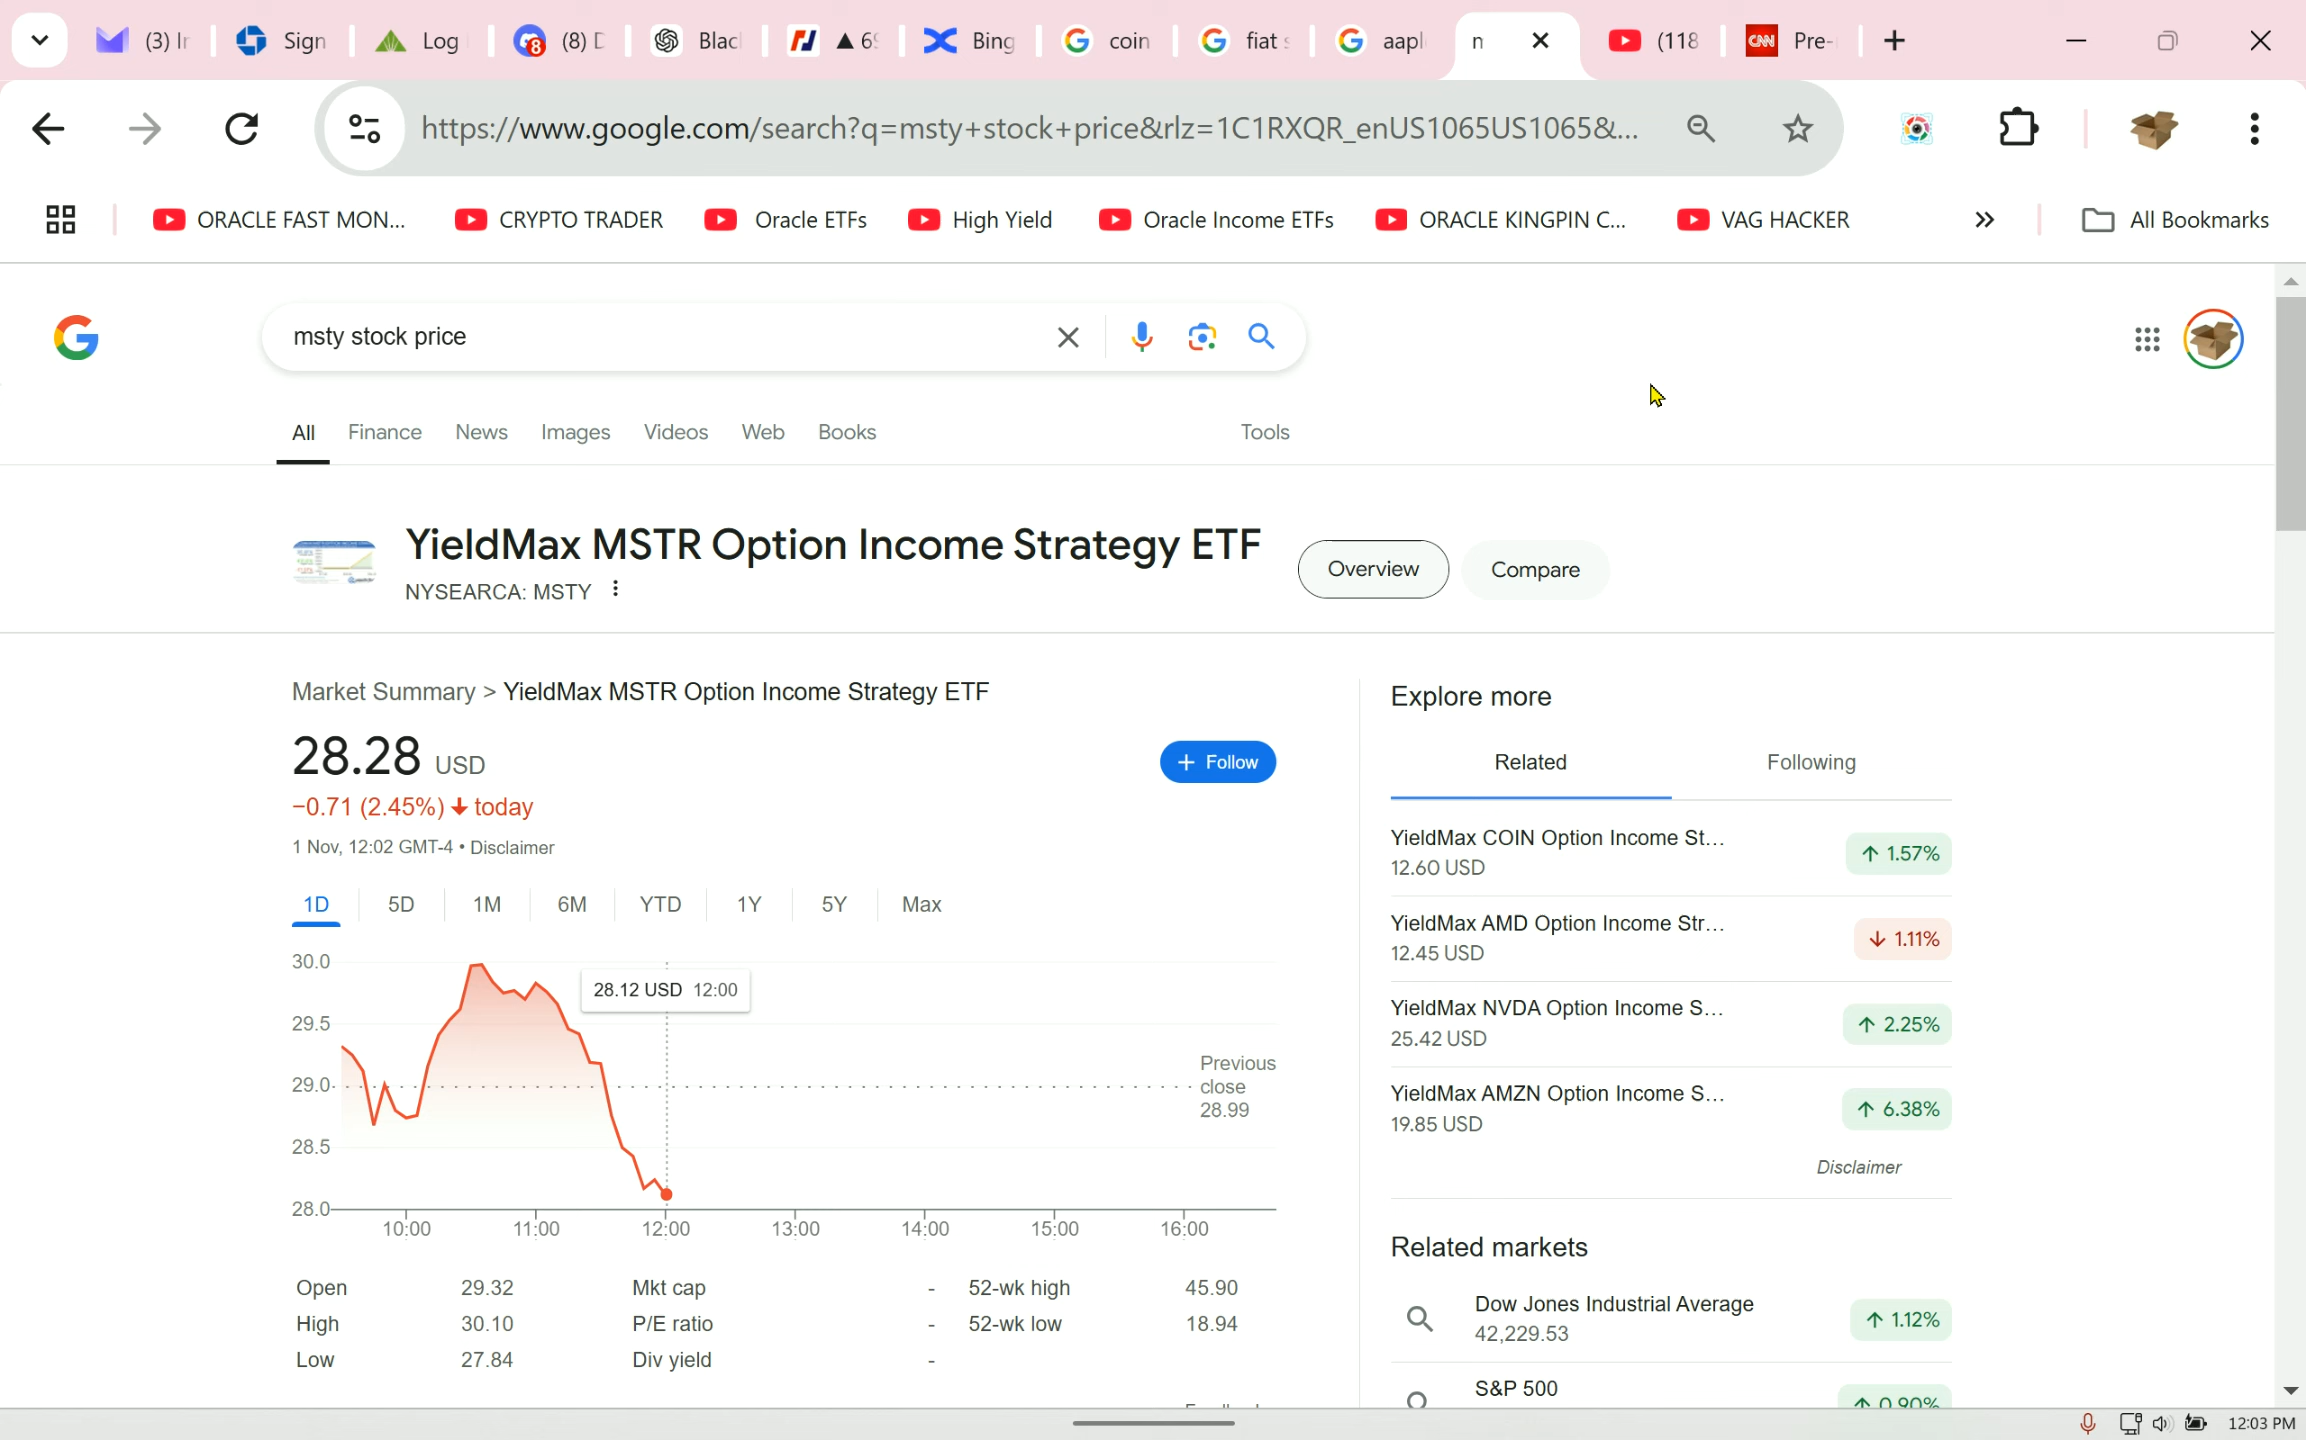 (3) Ir
Sign
Log
(8) D
Blac
▲ 69
Bing
coin
fiat s
aapl
n
(118
Pre-
https://www.google.com/search?q=msty+stock+price&rlz=1C1RXQR_enUS1065US1065&...
ORACLE FAST MON...
CRYPTO TRADER
Oracle ETFs
High Yield
Oracle Income ETFs
ORACLE KINGPIN C...
VAG HACKER
All Bookmarks
msty stock price
All Finance News Images Videos Web Books Tools
YieldMax MSTR Option Income Strategy ETF
NYSEARCA: MSTY
Overview
Compare
Market Summary > YieldMax MSTR Option Income Strategy ETF
28.28 USD
+ Follow
−0.71 (2.45%) ↓ today
1 Nov, 12:02 GMT-4 • Disclaimer
1D 5D 1M 6M YTD 1Y 5Y Max
28.12 USD 12:00
30.0
29.5
29.0
28.5
28.0
Previous
close
28.99
10:00 11:00 12:00 13:00 14:00 15:00 16:00
Open 29.32 Mkt cap - 52-wk high 45.90
High 30.10 P/E ratio - 52-wk low 18.94
Low 27.84 Div yield -
Explore more
Related Following
YieldMax COIN Option Income St...
12.60 USD
↑ 1.57%
YieldMax AMD Option Income Str...
12.45 USD
↓ 1.11%
YieldMax NVDA Option Income S...
25.42 USD
↑ 2.25%
YieldMax AMZN Option Income S...
19.85 USD
↑ 6.38%
Disclaimer
Related markets
Dow Jones Industrial Average
42,229.53
↑ 1.12%
S&P 500
↑ 0.90%
12:03 PM